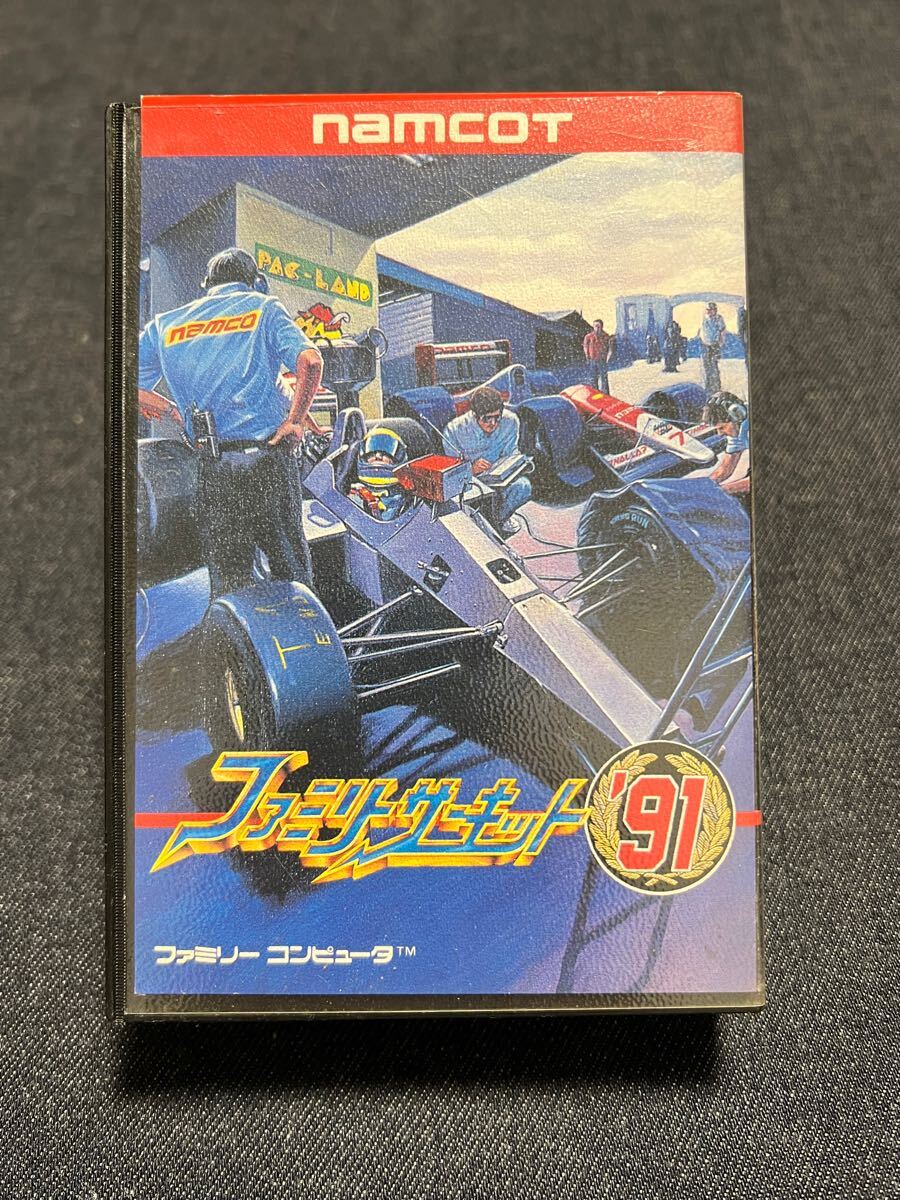 namcoT
PAC-LAND
namco
7
ファミリーサーキット
'91
ファミリー コンピュータ™